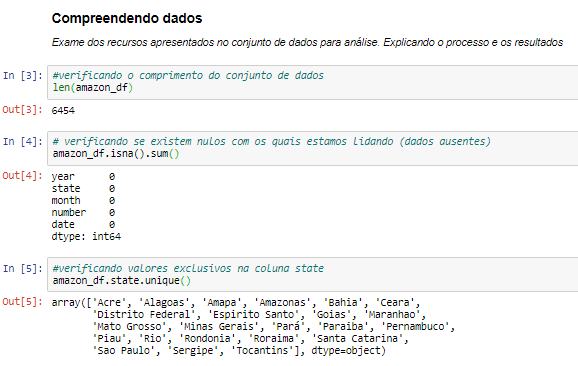 Compreendendo dados
Exame dos recursos apresentados no conjunto de dados para análise. Explicando o processo e os resultados
In [3]: #verificando o comprimento do conjunto de dados
len(amazon_df)
Out[3]: 6454
In [4]: # verificando se existem nulos com os quais estamos lidando (dados ausentes)
amazon_df.isna().sum()
Out[4]: year 0
state 0
month 0
number 0
date 0
dtype: int64
In [5]: #verificando valores exclusivos na coluna state
amazon_df.state.unique()
Out[5]: array(['Acre', 'Alagoas', 'Amapa', 'Amazonas', 'Bahia', 'Ceara',
'Distrito Federal', 'Espirito Santo', 'Goias', 'Maranhao',
'Mato Grosso', 'Minas Gerais', 'Pará', 'Paraiba', 'Pernambuco',
'Piau', 'Rio', 'Rondonia', 'Roraima', 'Santa Catarina',
'Sao Paulo', 'Sergipe', 'Tocantins'], dtype=object)